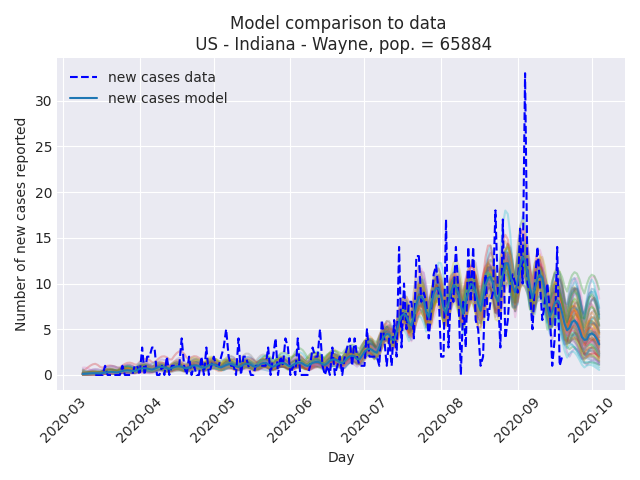 Model comparison to data
US - Indiana - Wayne, pop. = 65884
new cases data
new cases model
Number of new cases reported
30
25
20
15
10
5
0
2020-03
2020-04
2020-05
2020-06
2020-07
2020-08
2020-09
2020-10
Day